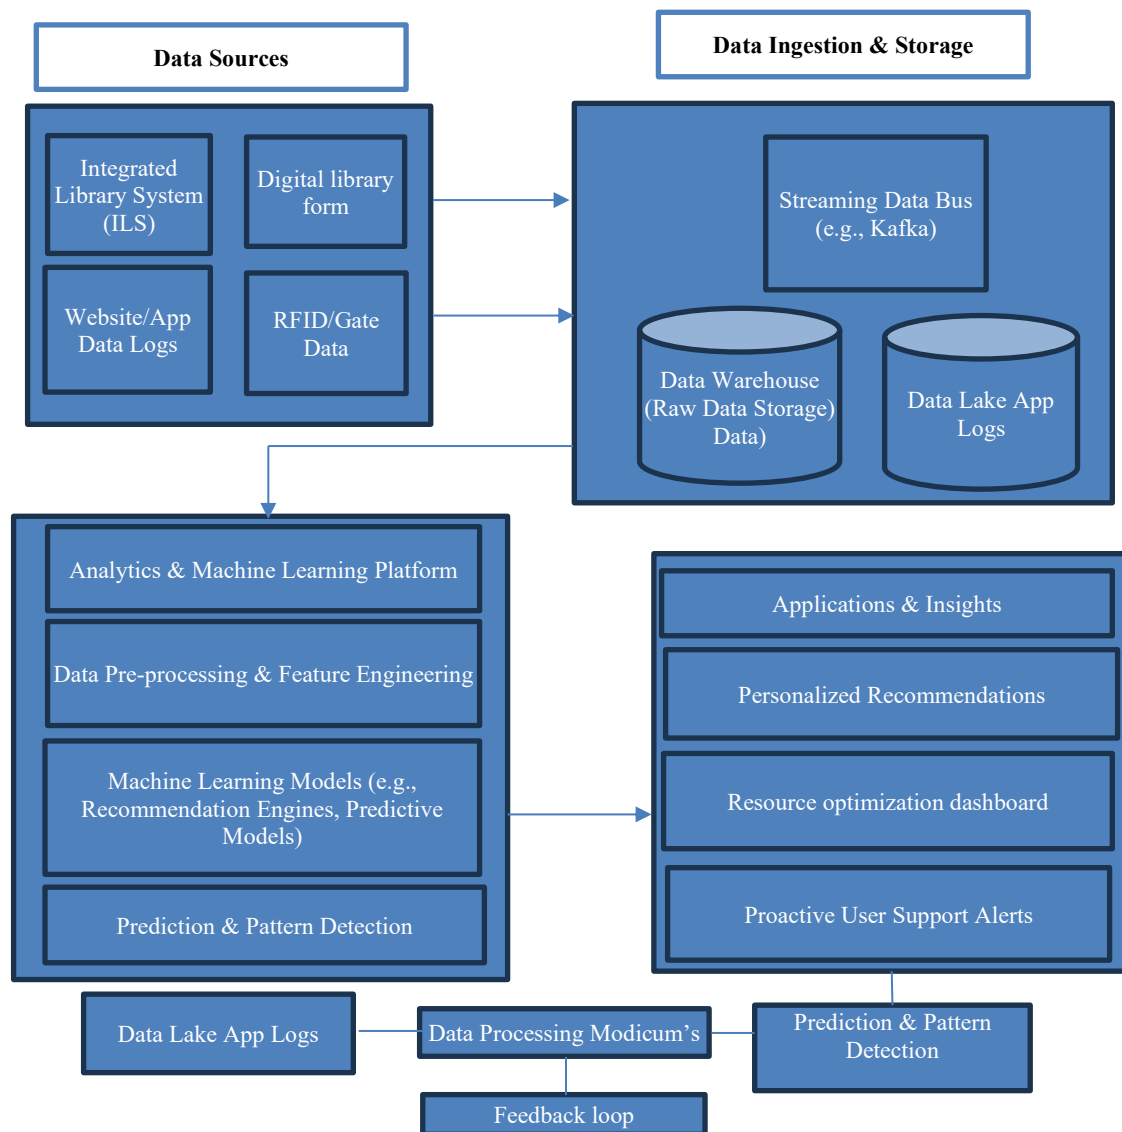 Data Sources
Data Ingestion & Storage
Integrated
Library System
(ILS)
Digital library
form
Website/App
Data Logs
RFID/Gate
Data
Streaming Data Bus
(e.g., Kafka)
Data Warehouse
(Raw Data Storage)
Data)
Data Lake App
Logs
Analytics & Machine Learning Platform
Data Pre-processing & Feature Engineering
Machine Learning Models (e.g.,
Recommendation Engines, Predictive
Models)
Prediction & Pattern Detection
Applications & Insights
Personalized Recommendations
Resource optimization dashboard
Proactive User Support Alerts
Data Lake App Logs
Data Processing Modicum’s
Prediction & Pattern
Detection
Feedback loop